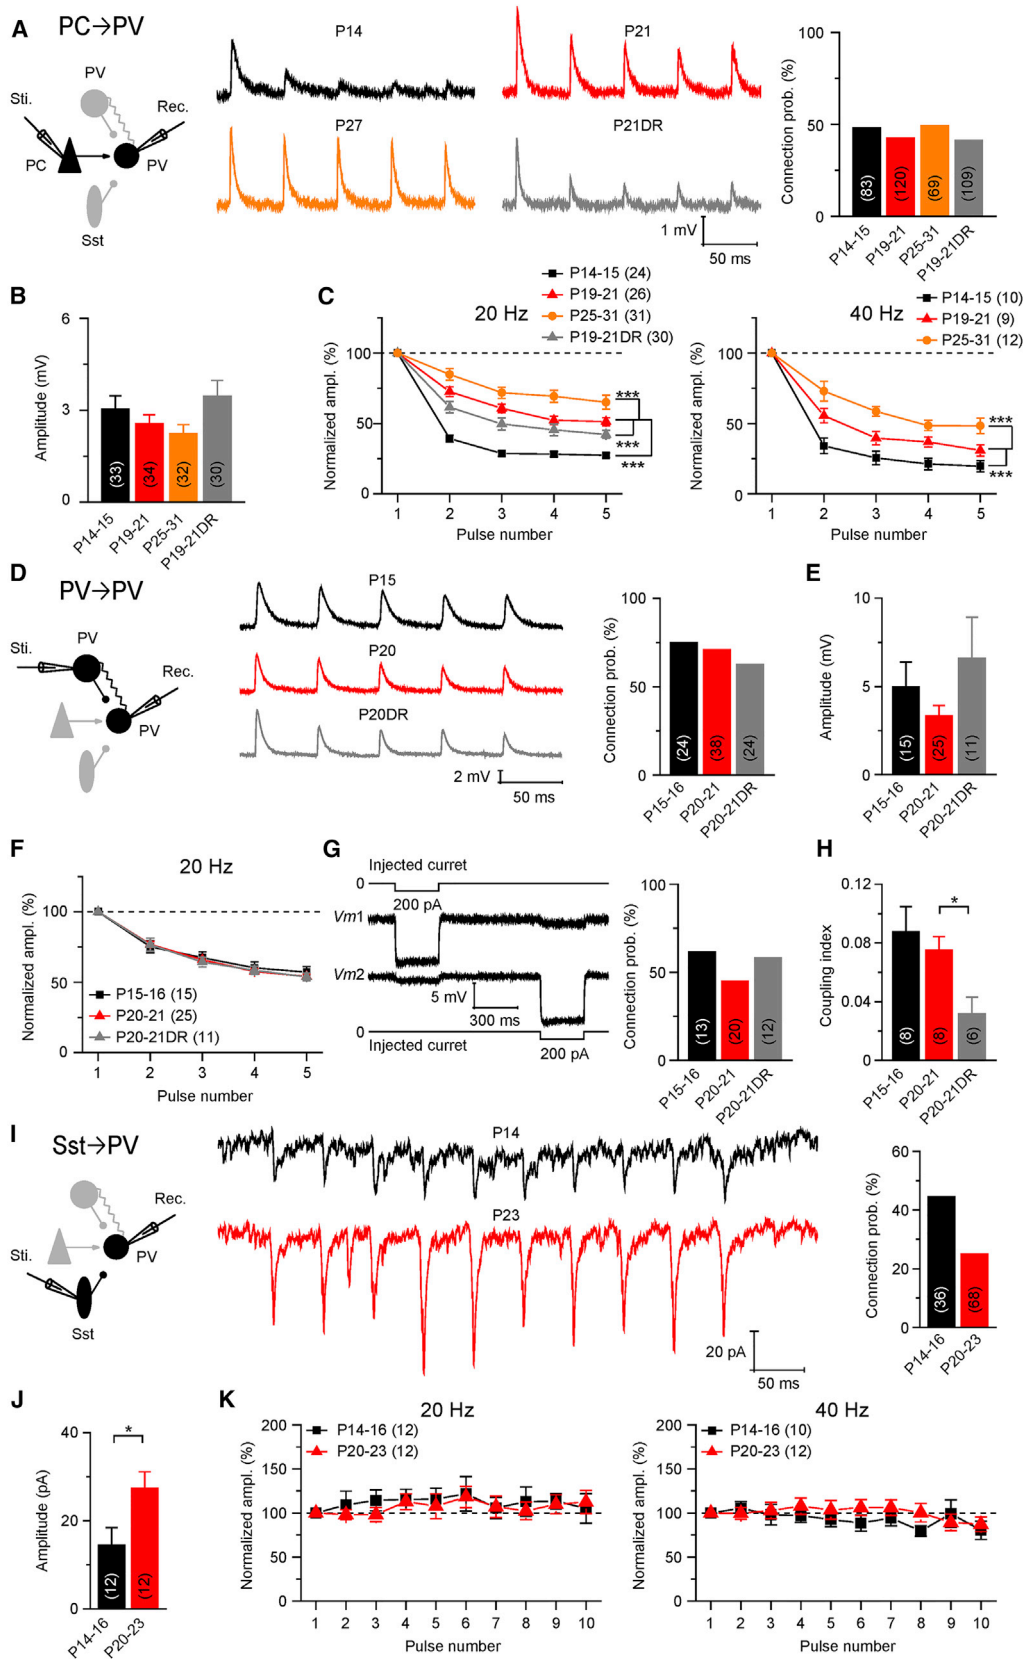 A
PC→PV
PV
Sti.
Rec.
PC
PV
Sst
P14
P21
P27
P21DR
1 mV
50 ms
Connection prob. (%)
100
50
0
(83)
(120)
(69)
(109)
P14-15
P19-21
P25-31
P19-21DR
B
Amplitude (mV)
6
3
0
(33)
(34)
(32)
(30)
P14-15
P19-21
P25-31
P19-21DR
C
20 Hz
P14-15 (24)
P19-21 (26)
P25-31 (31)
P19-21DR (30)
Normalized ampl. (%)
100
50
0
***
***
***
1 2 3 4 5
Pulse number
40 Hz
P14-15 (10)
P19-21 (9)
P25-31 (12)
Normalized ampl. (%)
100
50
0
***
***
1 2 3 4 5
Pulse number
D
PV→PV
PV
Sti.
Rec.
PV
P15
P20
P20DR
2 mV
50 ms
Connection prob. (%)
100
50
0
(24)
(38)
(24)
P15-16
P20-21
P20-21DR
E
Amplitude (mV)
10
5
0
(15)
(25)
(11)
P15-16
P20-21
P20-21DR
F
20 Hz
Normalized ampl. (%)
100
50
0
P15-16 (15)
P20-21 (25)
P20-21DR (11)
1 2 3 4 5
Pulse number
G
Injected curret
0
200 pA
Vm1
Vm2
5 mV
300 ms
0
Injected curret
200 pA
Connection prob. (%)
100
50
0
(13)
(20)
(12)
P15-16
P20-21
P20-21DR
H
Coupling index
0.12
0.08
0.04
0
*
(8)
(8)
(6)
P15-16
P20-21
P20-21DR
I
Sst→PV
Rec.
Sti.
PV
Sst
P14
P23
20 pA
50 ms
Connection prob. (%)
60
40
20
0
(36)
(68)
P14-16
P20-23
J
Amplitude (pA)
40
20
0
*
(12)
(12)
P14-16
P20-23
K
20 Hz
P14-16 (12)
P20-23 (12)
Normalized ampl. (%)
200
150
100
50
0
1 2 3 4 5 6 7 8 9 10
Pulse number
40 Hz
P14-16 (10)
P20-23 (12)
Normalized ampl. (%)
200
150
100
50
0
1 2 3 4 5 6 7 8 9 10
Pulse number